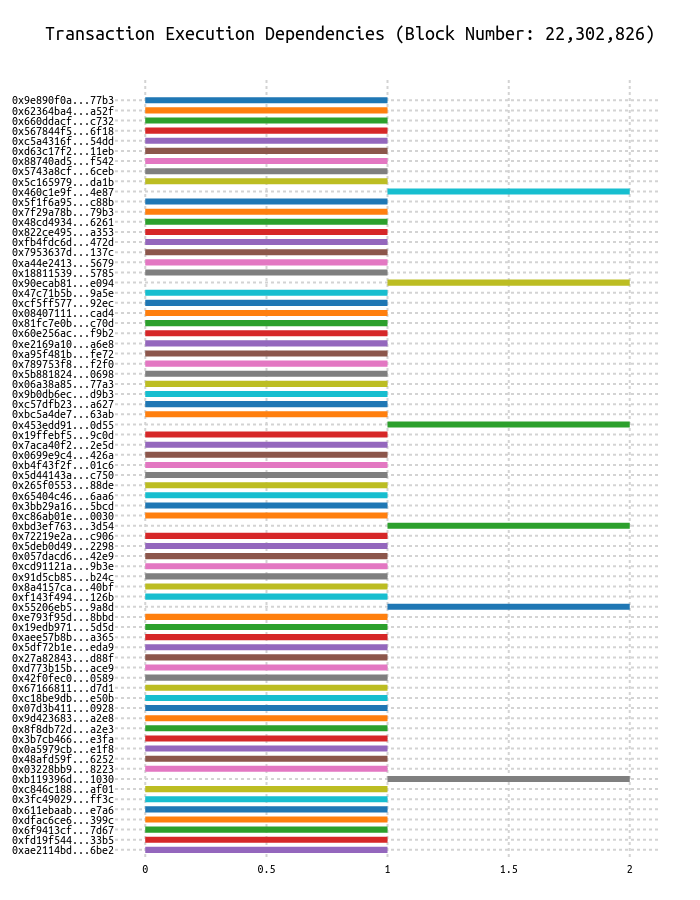 Transaction Execution Dependencies (Block Number: 22,302,826)
0x9e890f0a...77b3
0x62364ba4...a52f
0x660ddacf...c732
0x567844f5...6f18
0xc5a4316f...54dd
0xd63c17f2...11eb
0x88740ad5...f542
0x5743a8cf...6ceb
0x5c165979...da1b
0x460c1e9f...4e87
0x5f1f6a95...c88b
0x7f29a78b...79b3
0x48cd4934...6261
0x822ce495...a353
0xfb4fdc6d...472d
0x7953637d...137c
0xa44e2413...5679
0x18811539...5785
0x90ecab81...e094
0x47c71b5b...9a5e
0xcf5ff577...92ec
0x08407111...cad4
0x81fc7e0b...c70d
0x60e256ac...f9b2
0xe2169a10...a6e8
0xa95f481b...fe72
0x789753f8...f2f0
0x5b881824...0698
0x06a38a85...77a3
0x9b0db6ec...d9b3
0xc57dfb23...a627
0xbc5a4de7...63ab
0x453edd91...0d55
0x19ffebf5...9c0d
0x7aca40f2...2e5d
0x0699e9c4...426a
0xb4f43f2f...01c6
0x5d44143a...c750
0x265f0553...88de
0x65404c46...6aa6
0x3bb29a16...5bcd
0xc86ab01e...0030
0xbd3ef763...3d54
0x72219e2a...c906
0x5deb0d49...2298
0x057dacd6...42e9
0xcd91121a...9b3e
0x91d5cb85...b24c
0x8a4157ca...40bf
0xf143f494...126b
0x55206eb5...9a8d
0xe793f95d...8bbd
0x19edb971...5d5d
0xaee57b8b...a365
0x5df72b1e...eda9
0x27a82843...d88f
0xd773b15b...ace9
0x42f0fec0...0589
0x67166811...d7d1
0xc18be9db...e50b
0x07d3b411...0928
0x9d423683...a2e8
0x8f8db72d...a2e3
0x3b7cb466...e3fa
0x0a5979cb...e1f8
0x48afd59f...6252
0x03228bb9...8223
0xb119396d...1030
0xc846c188...af01
0x3fc49029...ff3c
0x611ebaab...e7a6
0xdfac6ce6...399c
0x6f9413cf...7d67
0xfd19f544...33b5
0xae2114bd...6be2
0 0.5 1 1.5 2